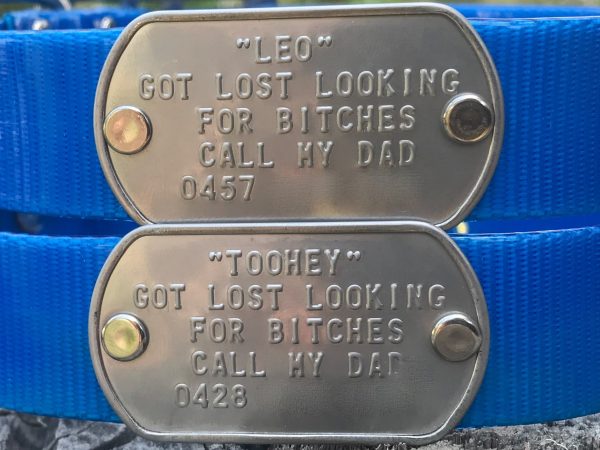 "LEO"
GOT LOST LOOKING
FOR BITCHES
CALL MY DAD
0457
"TOOHEY"
GOT LOST LOOKING
FOR BITCHES
CALL MY DAD
0428